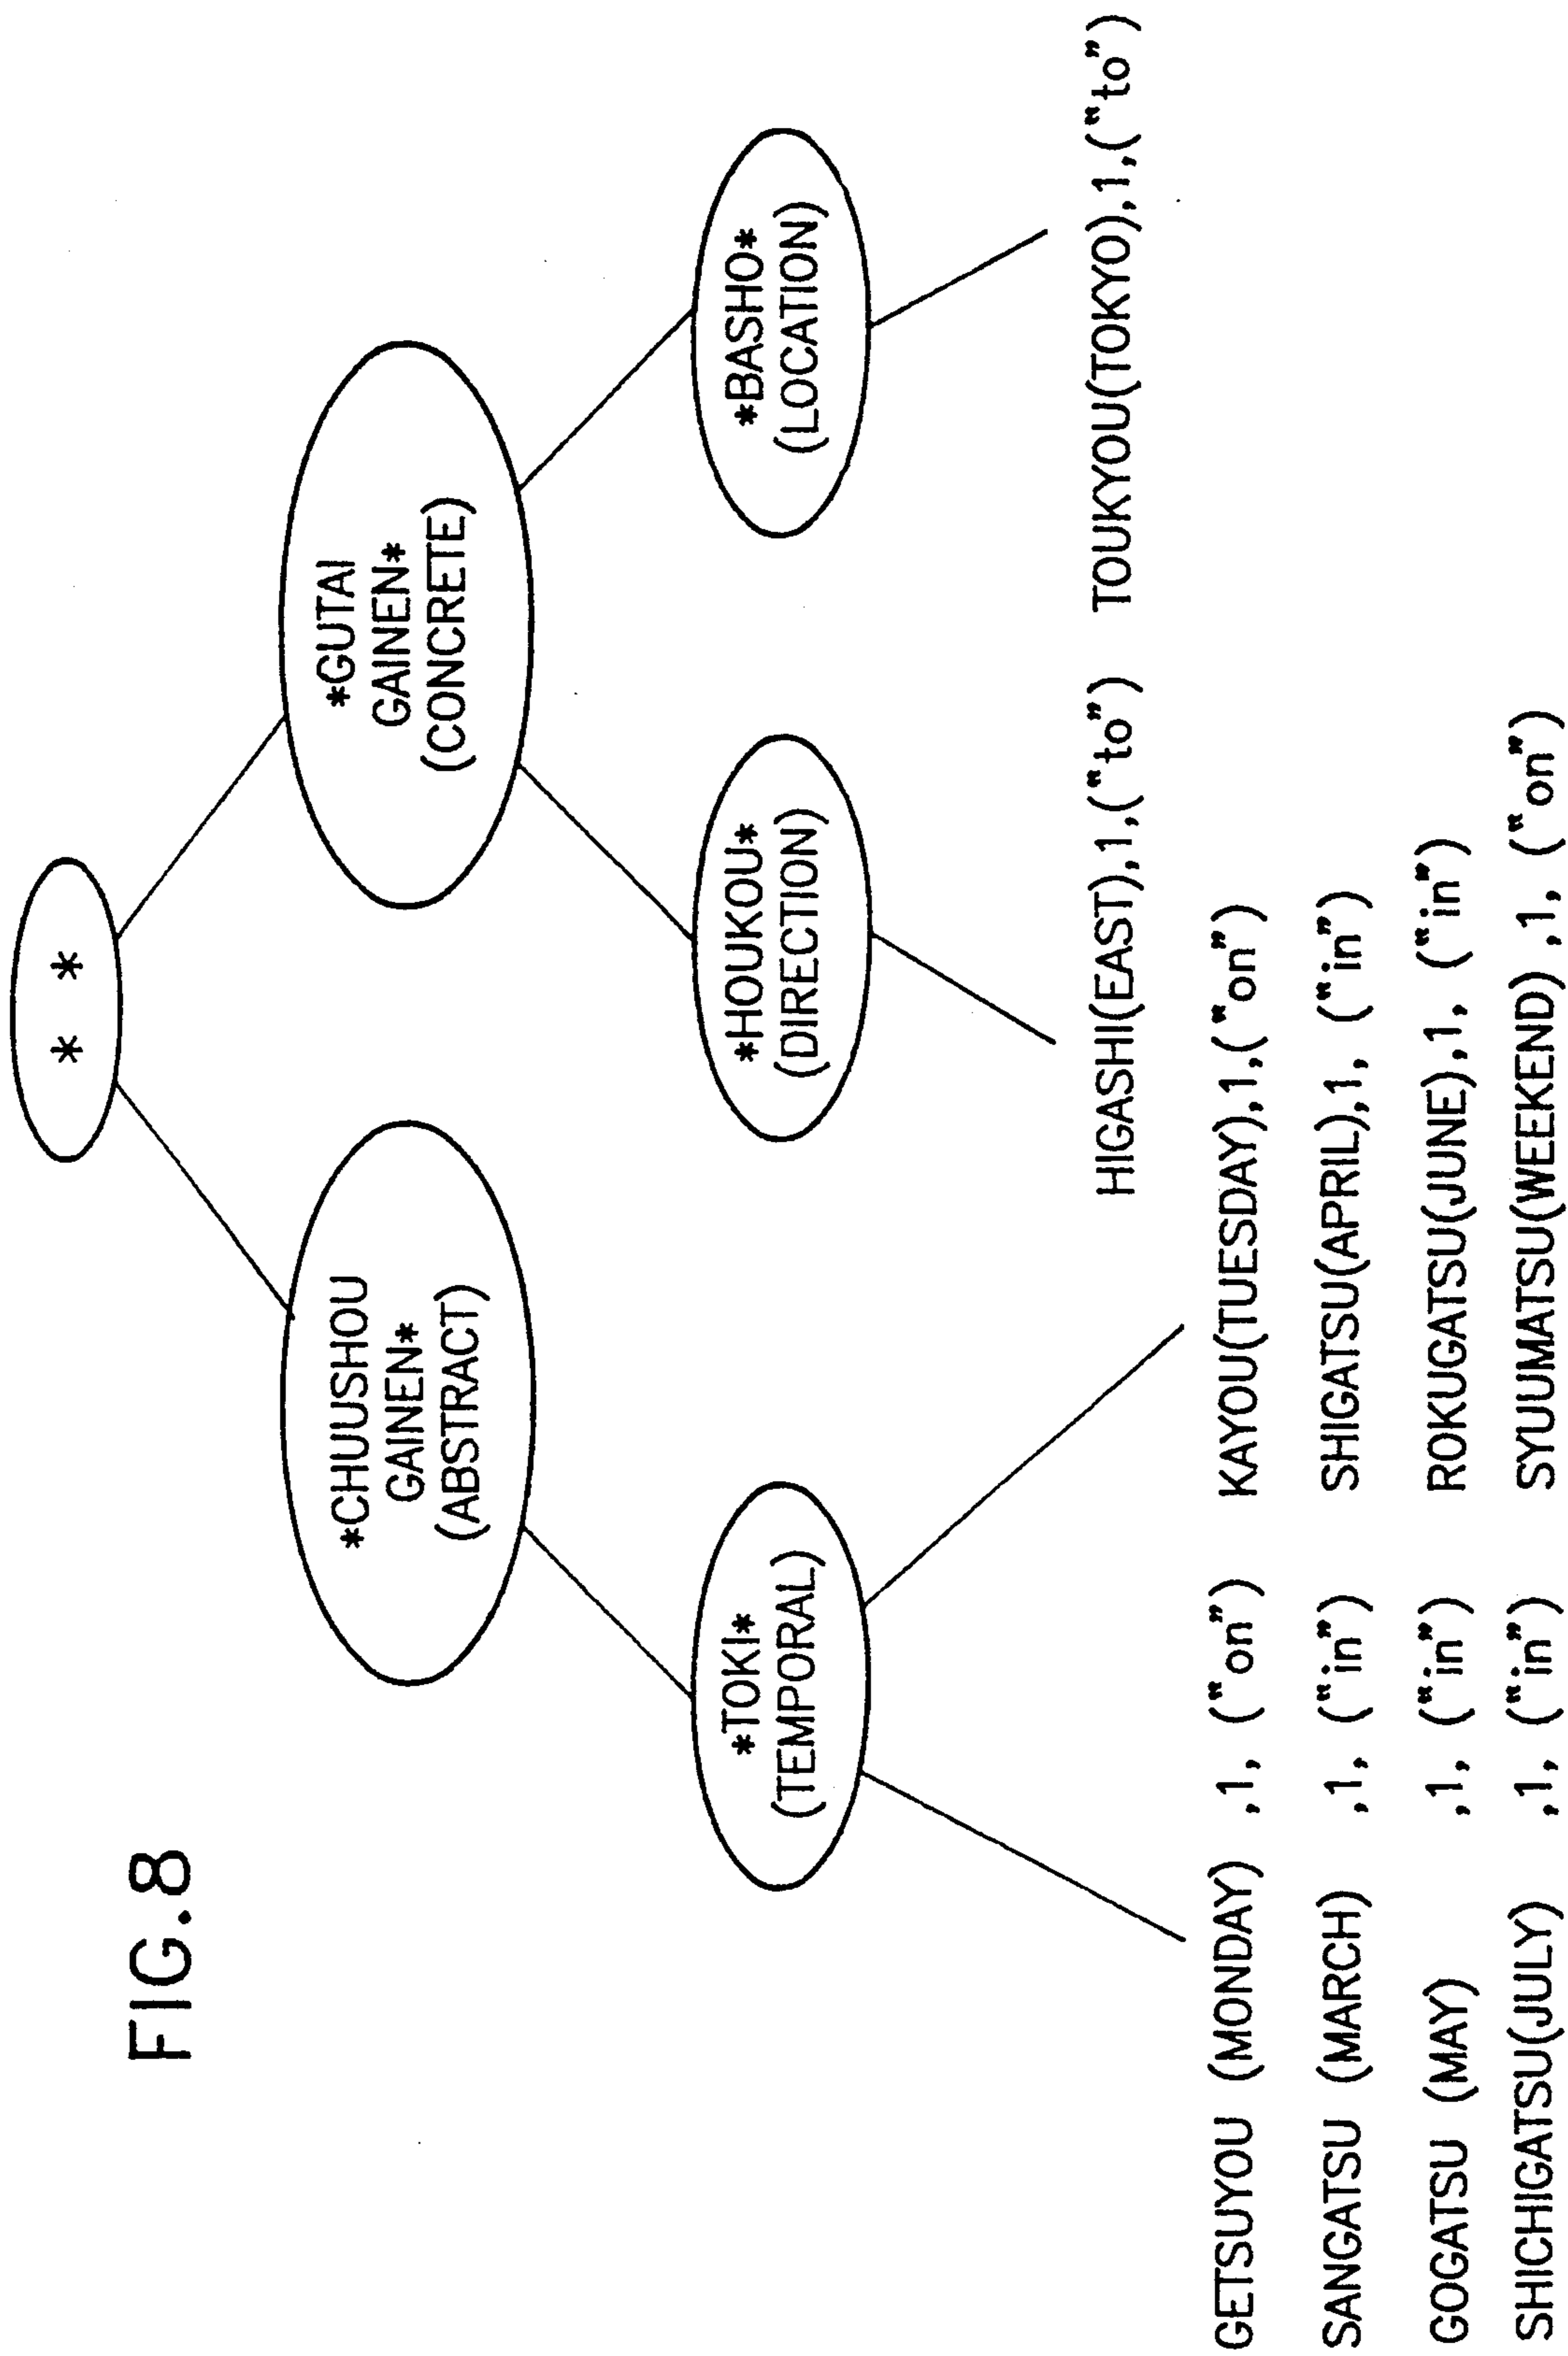 FIG.8
* *
*CHUUSHOU
GAINEN*
(ABSTRACT)
*GUTAI
GAINEN*
(CONCRETE)
*TOKI*
(TEMPORAL)
*HOUKOU*
(DIRECTION)
*BASHO*
(LOCATION)
HIGASHI(EAST),1,("to")
TOUKYOU(TOKYO),1,("to")
GETSUYOU (MONDAY) ,1, ("on") KAYOU(TUESDAY),1,("on")
SANGATSU (MARCH) ,1, ("in") SHIGATSU(APRIL),1, ("in")
GOGATSU (MAY) ,1, ("in") ROKUGATSU(JUNE),1, ("in")
SHICHIGATSU(JULY) ,1, ("in") SYUUMATSU(WEEKEND) ,1, ("on")